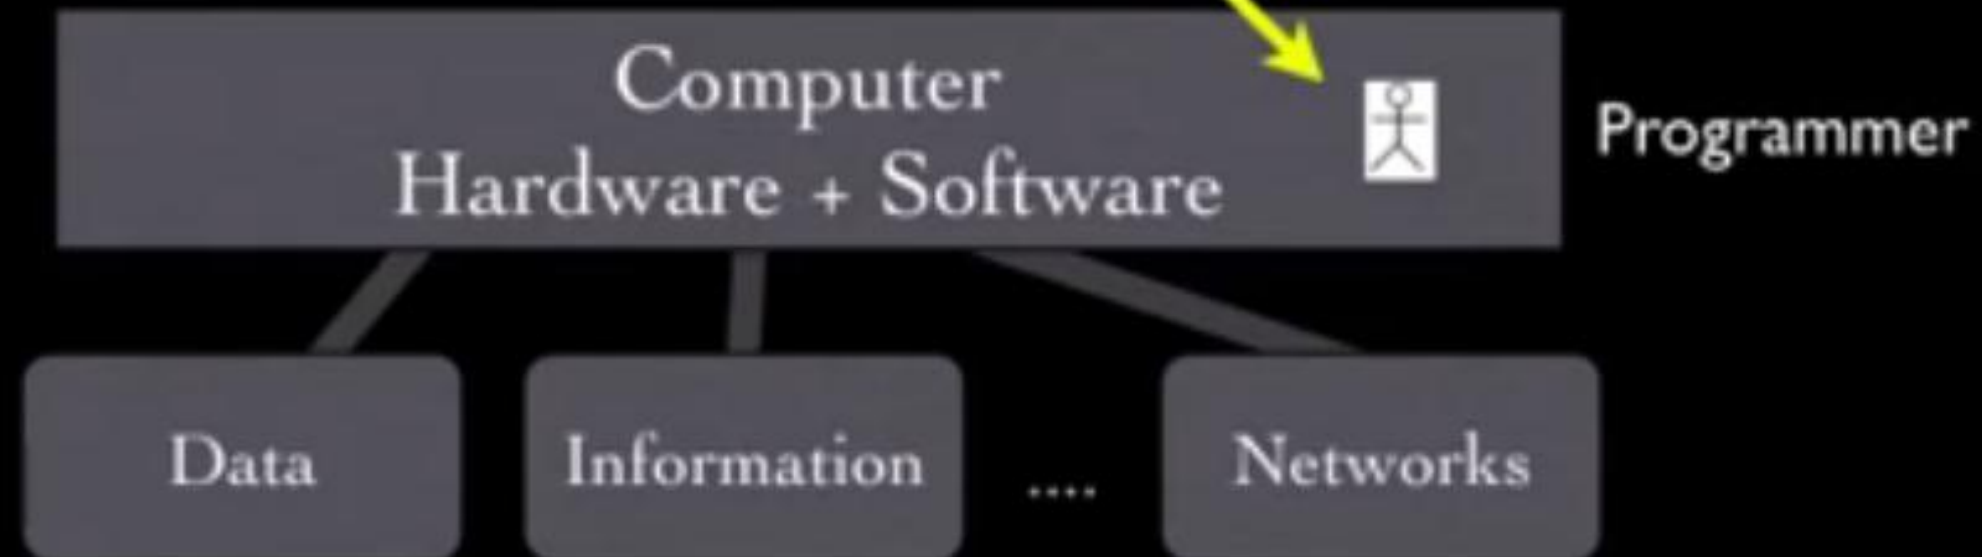 Computer
Hardware + Software
Programmer
Data
Information
....
Networks